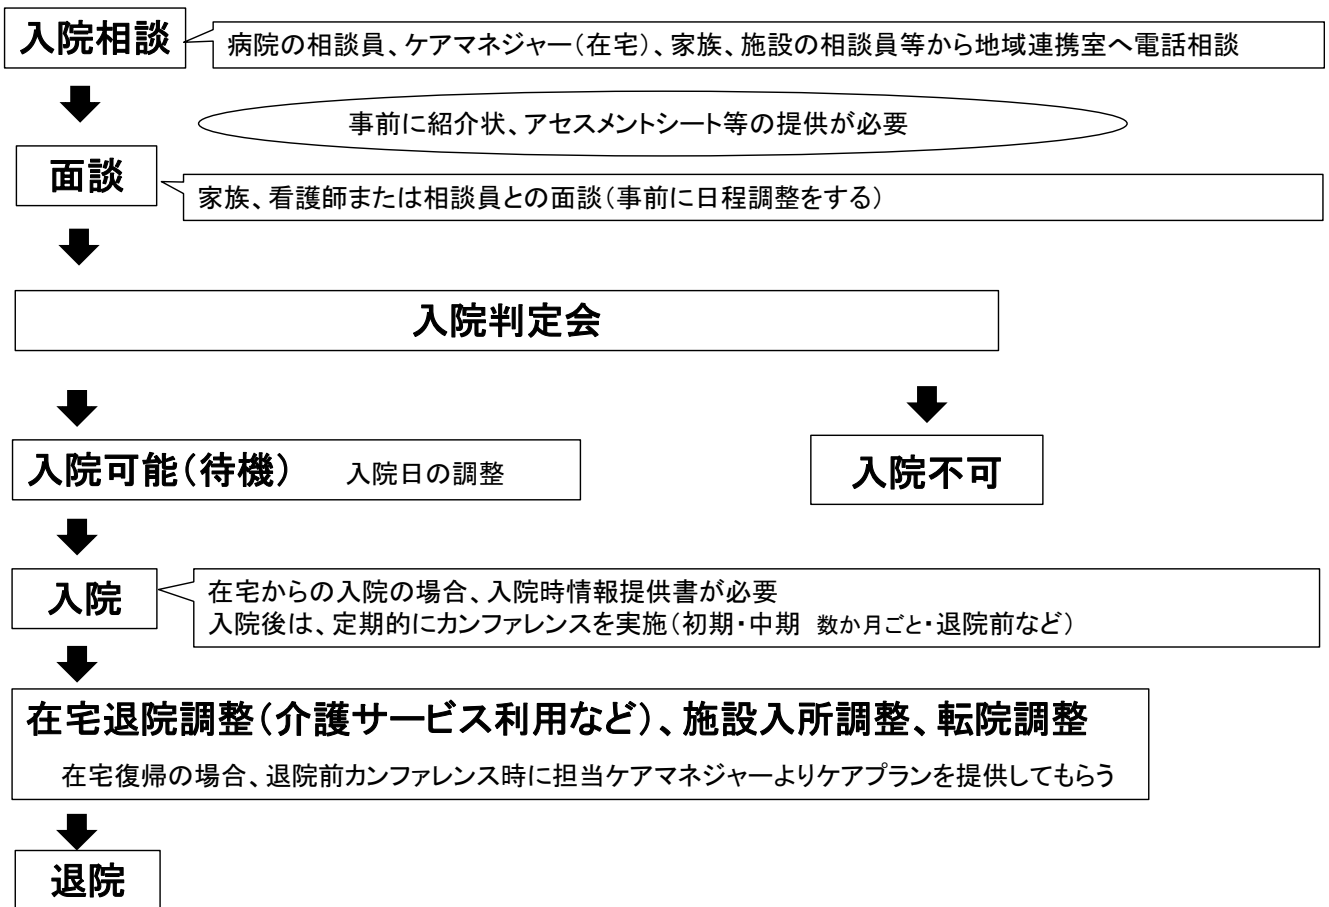 入院相談
病院の相談員、ケアマネジャー（在宅）、家族、施設の相談員等から地域連携室へ電話相談
事前に紹介状、アセスメントシート等の提供が必要
面談
家族、看護師または相談員との面談（事前に日程調整をする）
入院判定会
入院可能（待機）　入院日の調整
入院不可
入院
在宅からの入院の場合、入院時情報提供書が必要
入院後は、定期的にカンファレンスを実施（初期・中期　数か月ごと・退院前など）
在宅退院調整（介護サービス利用など）、施設入所調整、転院調整
在宅復帰の場合、退院前カンファレンス時に担当ケアマネジャーよりケアプランを提供してもらう
退院